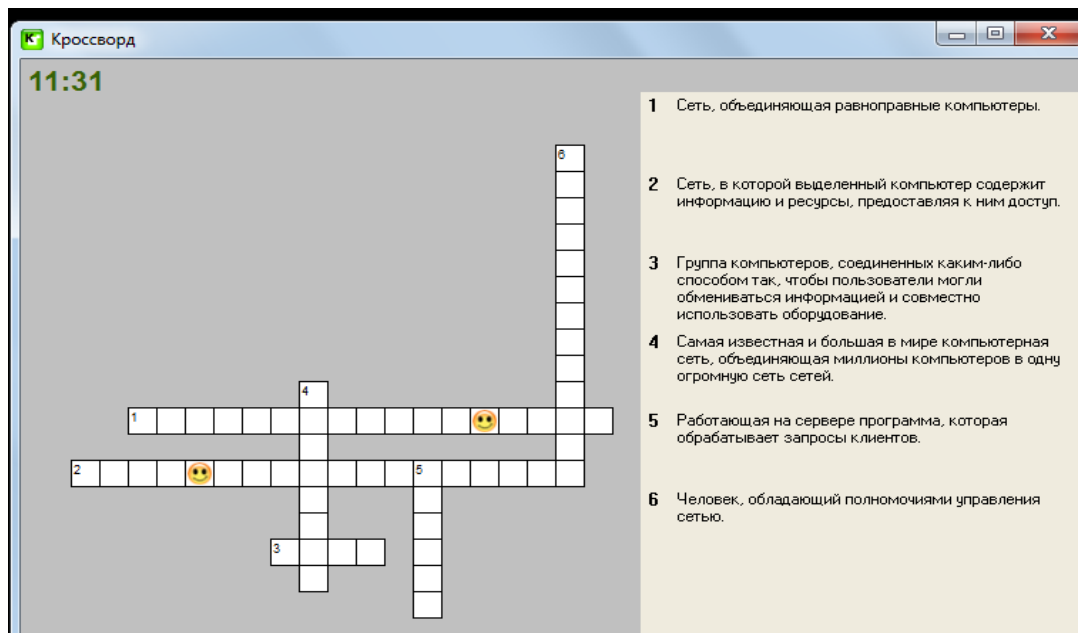 Кроссворд
11:31
1 Сеть, объединяющая равноправные компьютеры.
2 Сеть, в которой выделенный компьютер содержит
информацию и ресурсы, предоставляя к ним доступ.
3 Группа компьютеров, соединенных каким-либо
способом так, чтобы пользователи могли
обмениваться информацией и совместно
использовать оборудование.
4 Самая известная и большая в мире компьютерная
сеть, объединяющая миллионы компьютеров в одну
огромную сеть сетей.
5 Работающая на сервере программа, которая
обрабатывает запросы клиентов.
6 Человек, обладающий полномочиями управления
сетью.
6
4
1
2
5
3